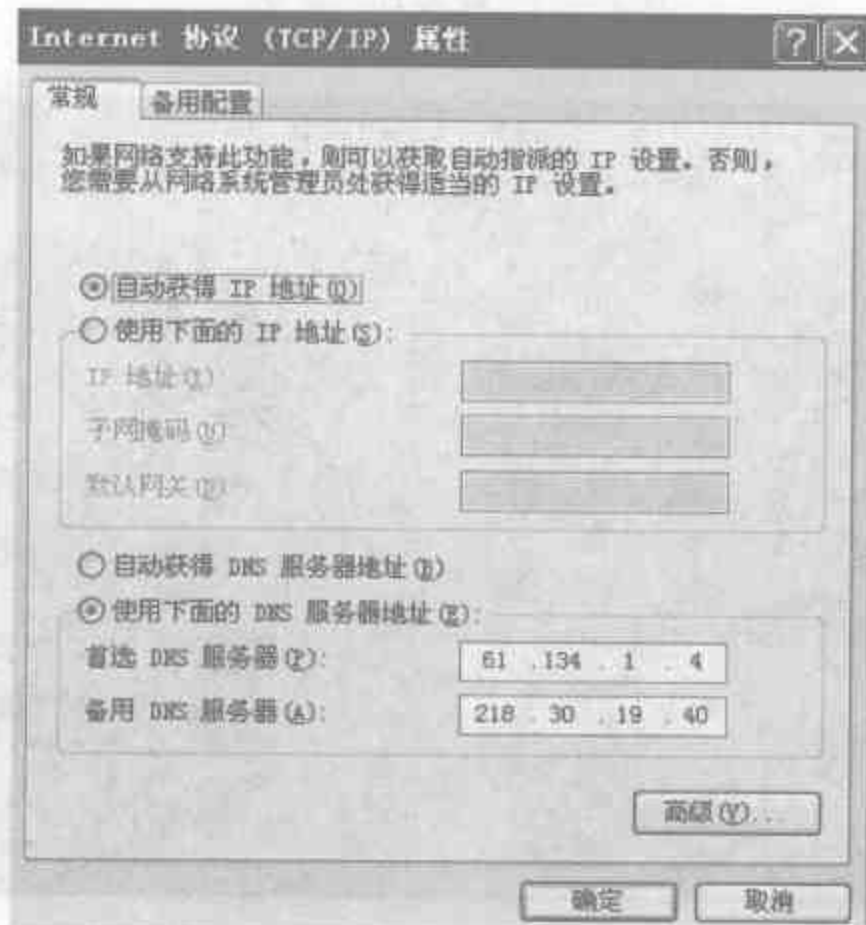 Internet 协议 (TCP/IP) 属性
常规 备用配置
如果网络支持此功能，则可以获取自动指派的 IP 设置。否则，
您需要从网络系统管理员处获得适当的 IP 设置。
自动获得 IP 地址(O)
使用下面的 IP 地址(S):
IP 地址(I)
子网掩码(U)
默认网关(D)
自动获得 DNS 服务器地址(B)
使用下面的 DNS 服务器地址(E):
首选 DNS 服务器(P): 61 .134 . 1 . 4
备用 DNS 服务器(A): 218 . 30 . 19 . 40
高级(V)...
确定 取消